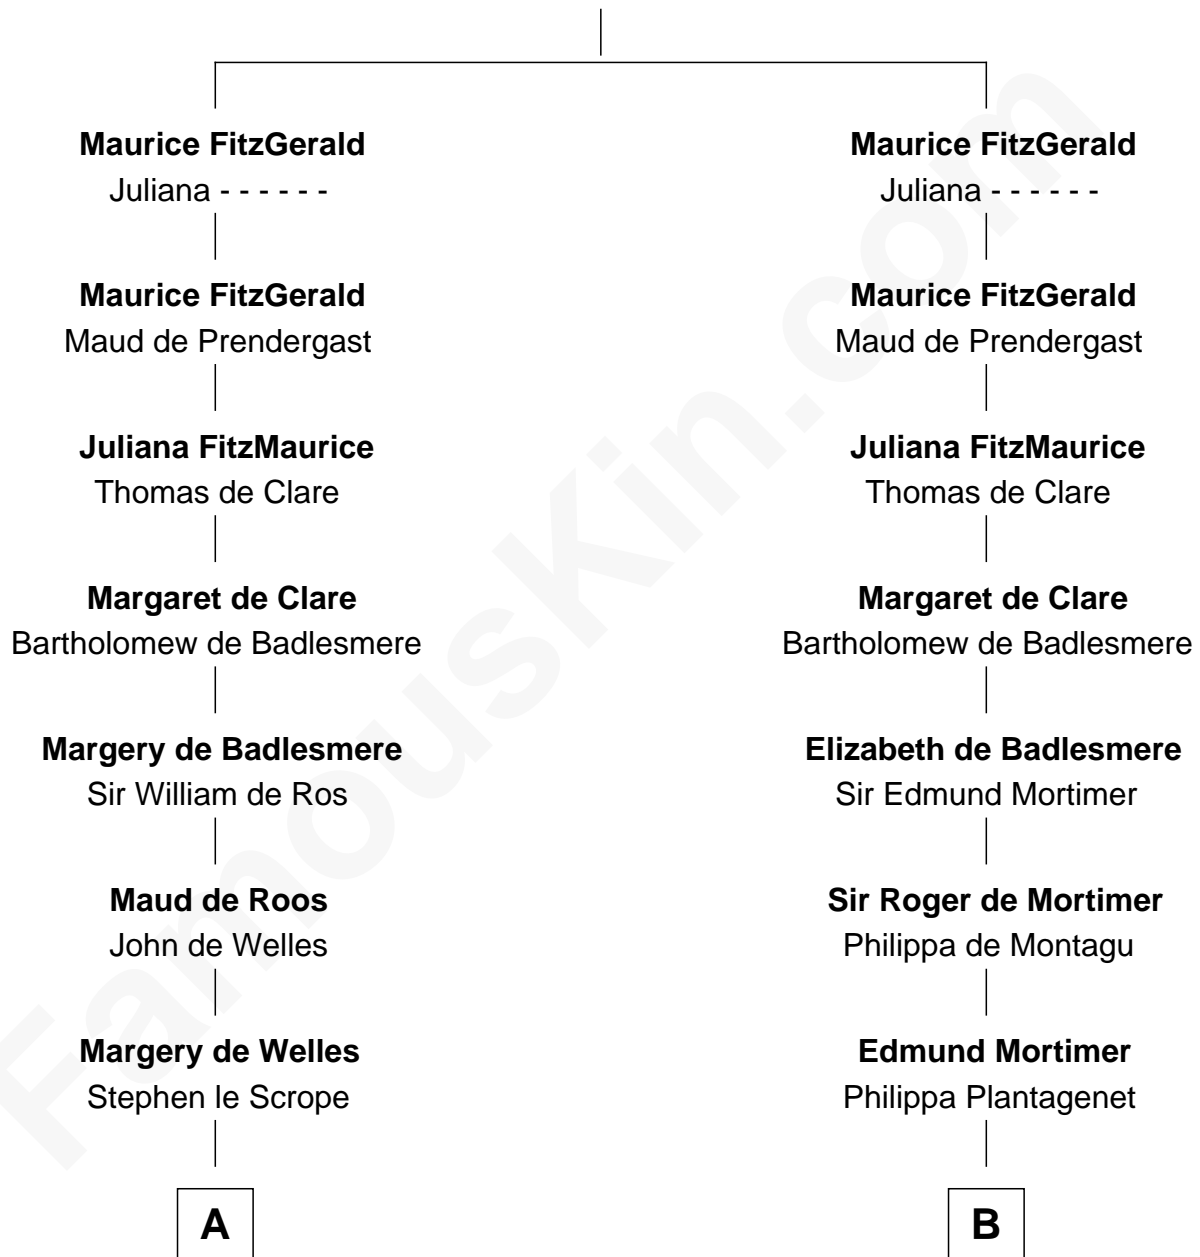 Maurice FitzGerald
Juliana - - - - - -
Maurice FitzGerald
Maud de Prendergast
Juliana FitzMaurice
Thomas de Clare
Margaret de Clare
Bartholomew de Badlesmere
Margery de Badlesmere
Sir William de Ros
Maud de Roos
John de Welles
Margery de Welles
Stephen le Scrope
A
Maurice FitzGerald
Juliana - - - - - -
Maurice FitzGerald
Maud de Prendergast
Juliana FitzMaurice
Thomas de Clare
Margaret de Clare
Bartholomew de Badlesmere
Elizabeth de Badlesmere
Sir Edmund Mortimer
Sir Roger de Mortimer
Philippa de Montagu
Edmund Mortimer
Philippa Plantagenet
B
FamousKin.com